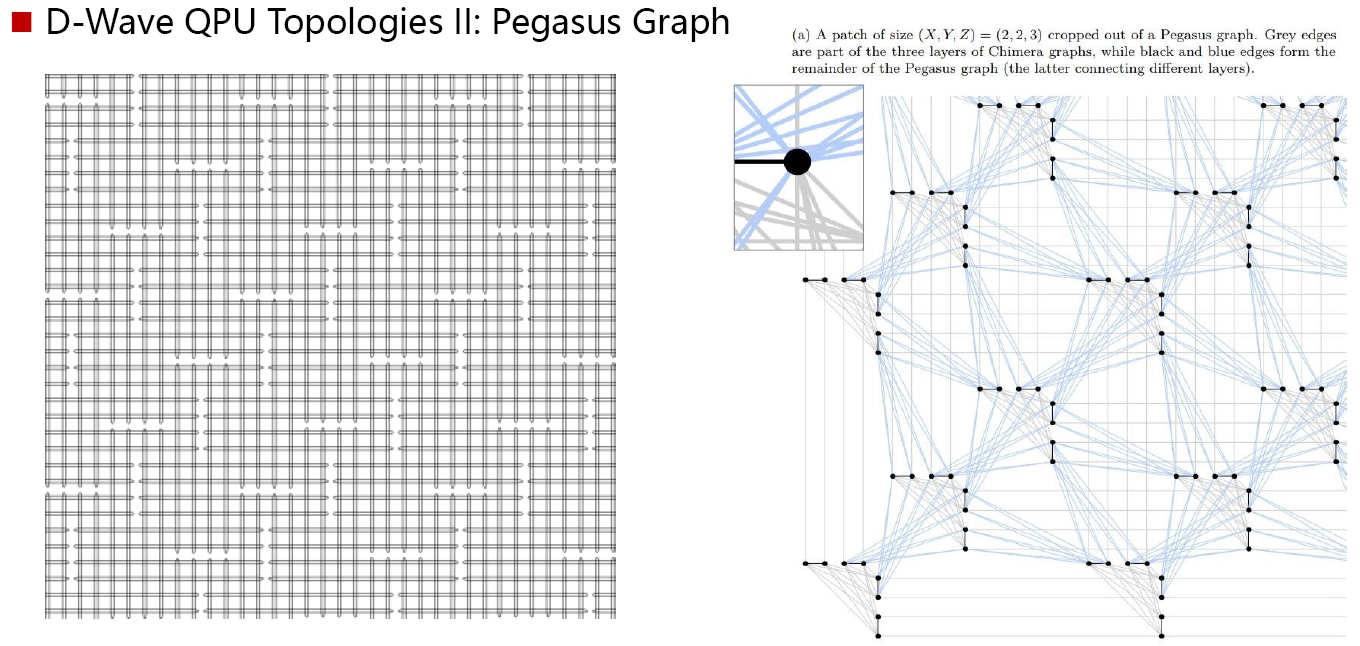 D-Wave QPU Topologies II: Pegasus Graph
(a) A patch of size (X, Y, Z) = (2, 2, 3) cropped out of a Pegasus graph. Grey edges
are part of the three layers of Chimera graphs, while black and blue edges form the
remainder of the Pegasus graph (the latter connecting different layers).